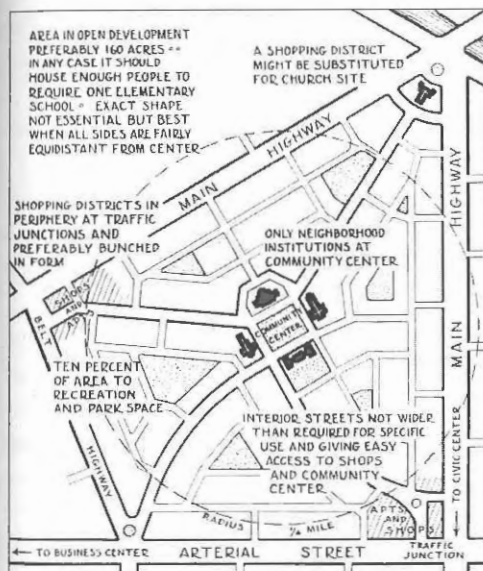 AREA IN OPEN DEVELOPMENT
PREFERABLY 160 ACRES --
IN ANY CASE IT SHOULD
HOUSE ENOUGH PEOPLE TO
REQUIRE ONE ELEMENTARY
SCHOOL - EXACT SHAPE
NOT ESSENTIAL BUT BEST
WHEN ALL SIDES ARE FAIRLY
EQUIDISTANT FROM CENTER
A SHOPPING DISTRICT
MIGHT BE SUBSTITUTED
FOR CHURCH SITE
MAIN HIGHWAY
HIGHWAY
MAIN
SHOPPING DISTRICTS IN
PERIPHERY AT TRAFFIC
JUNCTIONS AND
PREFERABLY BUNCHED
IN FORM
ONLY NEIGHBORHOOD
INSTITUTIONS AT
COMMUNITY CENTER
SHOPS
AND
APTS
COMMUNITY
CENTER
BELT
HIGHWAY
TEN PERCENT
OF AREA TO
RECREATION
AND PARK SPACE
INTERIOR STREETS NOT WIDER
THAN REQUIRED FOR SPECIFIC
USE AND GIVING EASY
ACCESS TO SHOPS
AND COMMUNITY
CENTER
TO CIVIC CENTER
RADIUS ¼ MILE
APTS
AND
SHOPS
← TO BUSINESS CENTER
ARTERIAL STREET
TRAFFIC
JUNCTION